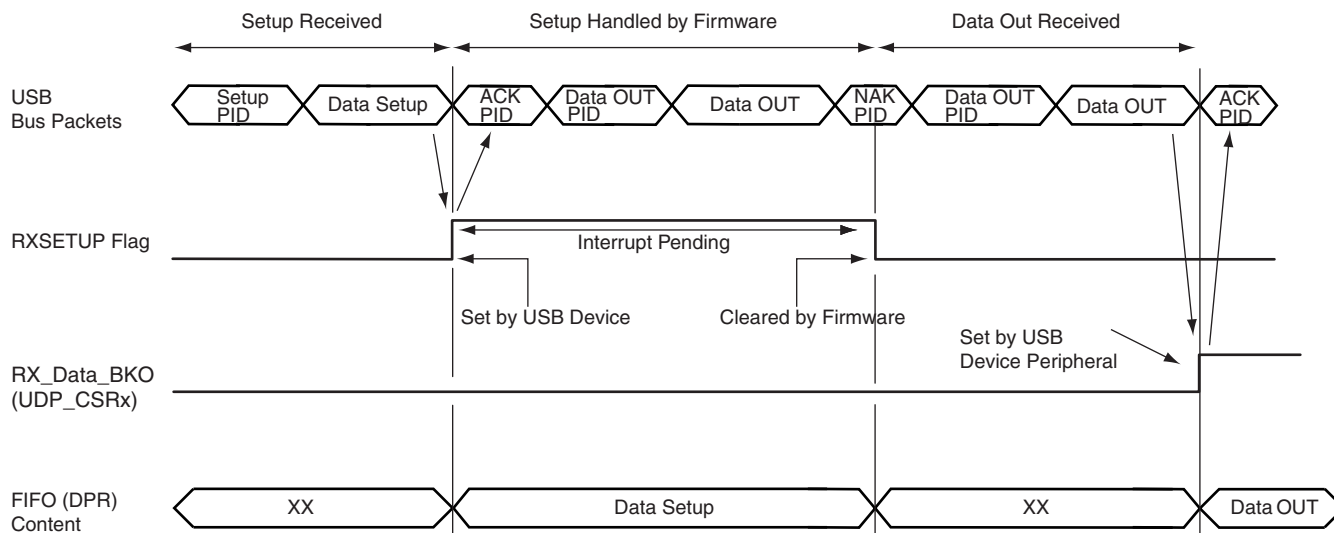 Setup Received
Setup Handled by Firmware
Data Out Received
USB
Bus Packets
Setup
PID
Data Setup
ACK
PID
Data OUT
PID
Data OUT
NAK
PID
Data OUT
PID
Data OUT
ACK
PID
RXSETUP Flag
Interrupt Pending
Set by USB Device
Cleared by Firmware
Set by USB
Device Peripheral
RX_Data_BKO
(UDP_CSRx)
FIFO (DPR)
Content
XX
Data Setup
XX
Data OUT